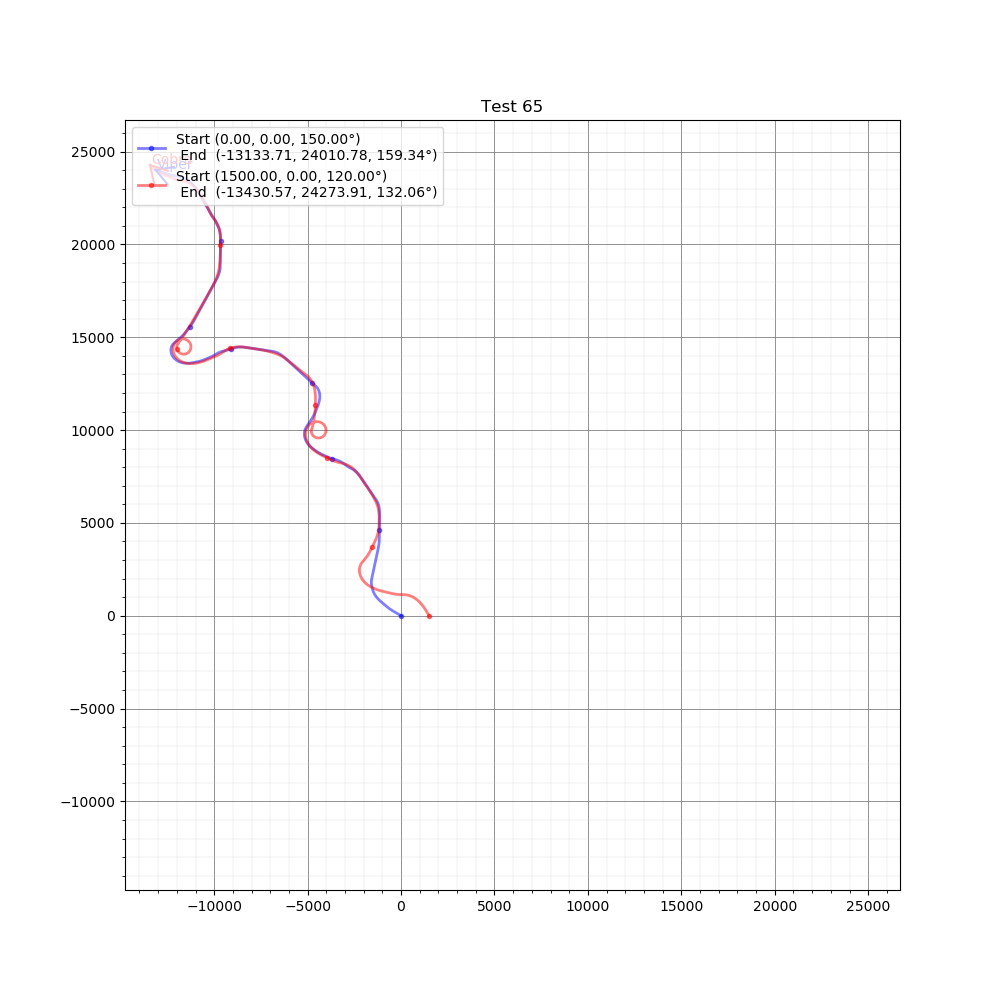 Test 65
Start (0.00, 0.00, 150.00°)
End (-13133.71, 24010.78, 159.34°)
Start (1500.00, 0.00, 120.00°)
End (-13430.57, 24273.91, 132.06°)
25000
20000
15000
10000
5000
0
−5000
−10000
−10000 −5000 0 5000 10000 15000 20000 25000